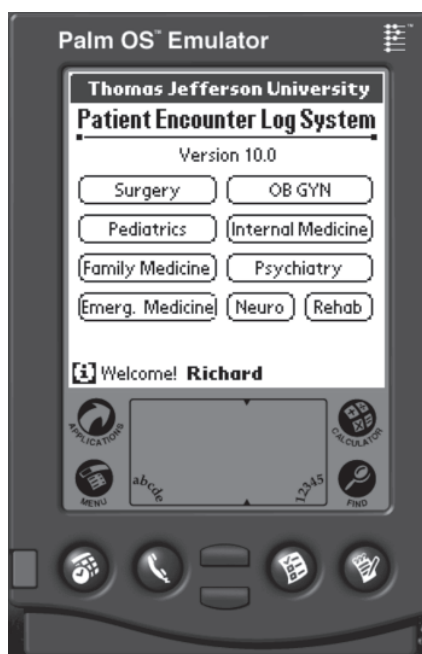 Palm OS™ Emulator
Thomas Jefferson University
Patient Encounter Log System
Version 10.0
Surgery OB GYN
Pediatrics Internal Medicine
Family Medicine Psychiatry
Emerg. Medicine Neuro Rehab
[i] Welcome! Richard
APPLICATIONS CALCULATOR
abcde 12345
MENU FIND